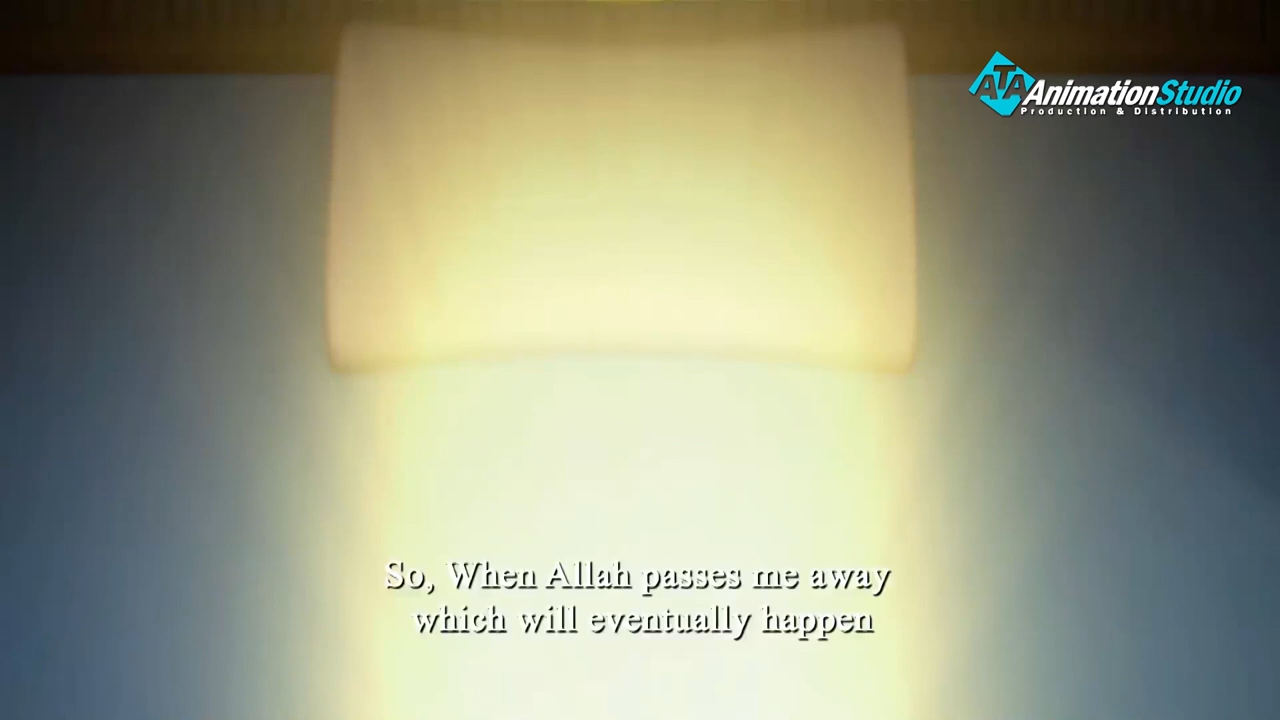 ATA AnimationStudio
Production & Distribution
So, When Allah passes me away
which will eventually happen